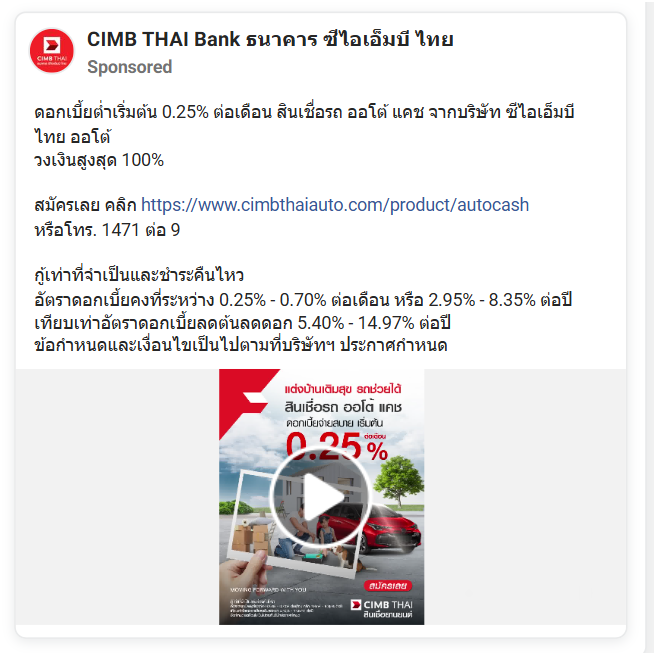 CIMB THAI Bank ธนาคาร ซีไอเอ็มบี ไทย
Sponsored
ดอกเบี้ยต่ำเริ่มต้น 0.25% ต่อเดือน สินเชื่อรถ ออโต้ แคช จากบริษัท ซีไอเอ็มบี
ไทย ออโต้
วงเงินสูงสุด 100%
สมัครเลย คลิก https://www.cimbthaiauto.com/product/autocash
หรือโทร. 1471 ต่อ 9
กู้เท่าที่จำเป็นและชำระคืนไหว
อัตราดอกเบี้ยคงที่ระหว่าง 0.25% - 0.70% ต่อเดือน หรือ 2.95% - 8.35% ต่อปี
เทียบเท่าอัตราดอกเบี้ยลดต้นลดดอก 5.40% - 14.97% ต่อปี
ข้อกำหนดและเงื่อนไขเป็นไปตามที่บริษัทฯ ประกาศกำหนด
แต่งบ้านเติมสุข รถช่วยได้
สินเชื่อรถ ออโต้ แคช
ดอกเบี้ยจ่ายสบาย เริ่มต้น
0.25%
ต่อเดือน
สมัครเลย
MOVING FORWARD WITH YOU
CIMB THAI
สินเชื่อยานยนต์
CIMB THAI